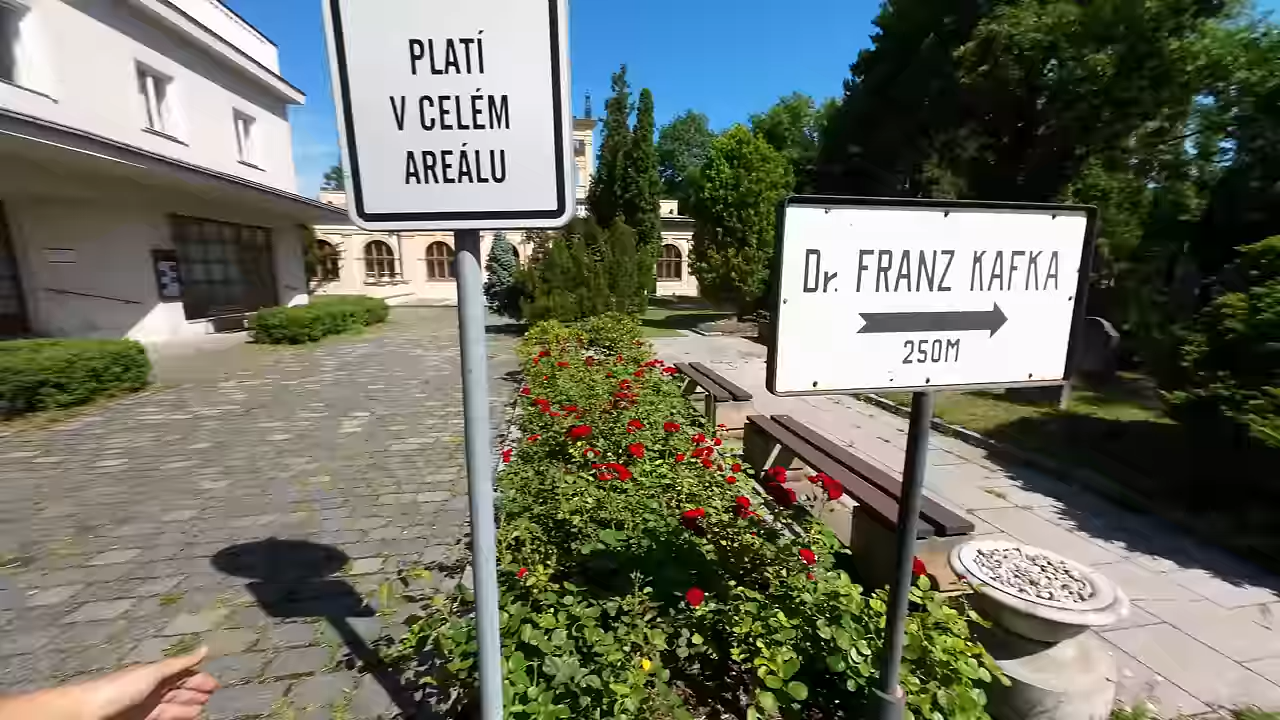 PLATÍ
V CELÉM
AREÁLU
Dr. FRANZ KAFKA
250M